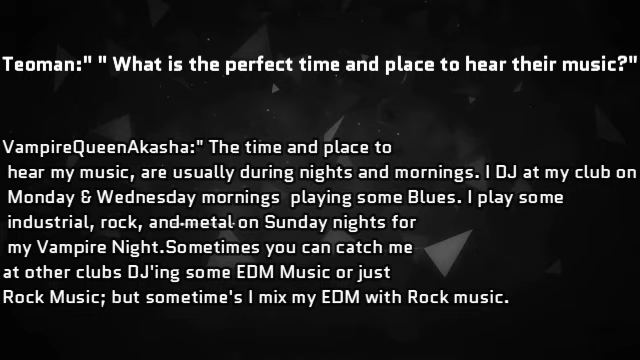 Teoman:" " What is the perfect time and place to hear their music?"
VampireQueenAkasha:" The time and place to
hear my music, are usually during nights and mornings. I DJ at my club on
Monday & Wednesday mornings  playing some Blues. I play some
industrial, rock, and metal on Sunday nights for
my Vampire Night.Sometimes you can catch me
at other clubs DJ'ing some EDM Music or just
Rock Music; but sometime's I mix my EDM with Rock music.